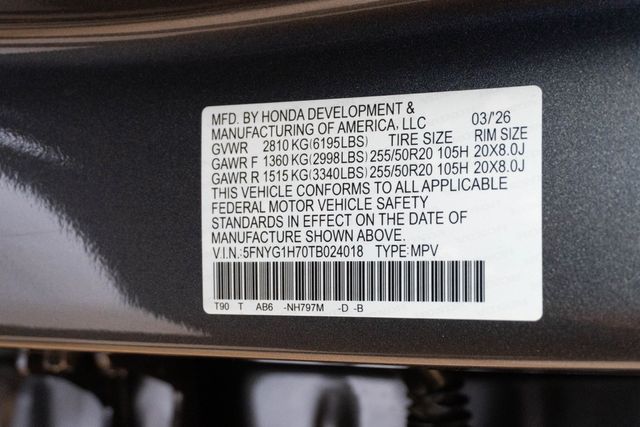 MFD. BY HONDA DEVELOPMENT &
MANUFACTURING OF AMERICA, LLC 03/'26
GVWR 2810 KG(6195LBS) TIRE SIZE RIM SIZE
GAWR F 1360 KG(2998LBS) 255/50R20 105H 20X8.0J
GAWR R 1515 KG(3340LBS) 255/50R20 105H 20X8.0J
THIS VEHICLE CONFORMS TO ALL APPLICABLE
FEDERAL MOTOR VEHICLE SAFETY
STANDARDS IN EFFECT ON THE DATE OF
MANUFACTURE SHOWN ABOVE.
V.I.N.:5FNYG1H70TB024018 TYPE:MPV
T90 T AB6 -NH797M -D -B